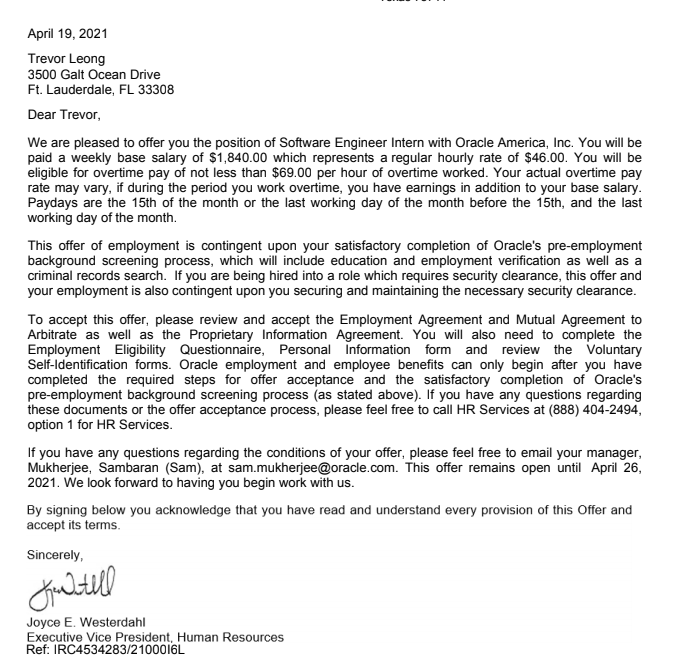 April 19, 2021
Trevor Leong
3500 Galt Ocean Drive
Ft. Lauderdale, FL 33308
Dear Trevor,
We are pleased to offer you the position of Software Engineer Intern with Oracle America, Inc. You will be
paid a weekly base salary of $1,840.00 which represents a regular hourly rate of $46.00. You will be
eligible for overtime pay of not less than $69.00 per hour of overtime worked. Your actual overtime pay
rate may vary, if during the period you work overtime, you have earnings in addition to your base salary.
Paydays are the 15th of the month or the last working day of the month before the 15th, and the last
working day of the month.
This offer of employment is contingent upon your satisfactory completion of Oracle's pre-employment
background screening process, which will include education and employment verification as well as a
criminal records search. If you are being hired into a role which requires security clearance, this offer and
your employment is also contingent upon you securing and maintaining the necessary security clearance.
To accept this offer, please review and accept the Employment Agreement and Mutual Agreement to
Arbitrate as well as the Proprietary Information Agreement. You will also need to complete the
Employment Eligibility Questionnaire, Personal Information form and review the Voluntary
Self-Identification forms. Oracle employment and employee benefits can only begin after you have
completed the required steps for offer acceptance and the satisfactory completion of Oracle's
pre-employment background screening process (as stated above). If you have any questions regarding
these documents or the offer acceptance process, please feel free to call HR Services at (888) 404-2494,
option 1 for HR Services.
If you have any questions regarding the conditions of your offer, please feel free to email your manager,
Mukherjee, Sambaran (Sam), at sam.mukherjee@oracle.com. This offer remains open until April 26,
2021. We look forward to having you begin work with us.
By signing below you acknowledge that you have read and understand every provision of this Offer and
accept its terms.
Sincerely,
Joyce E. Westerdahl
Executive Vice President, Human Resources
Ref: IRC4534283/21000I6L